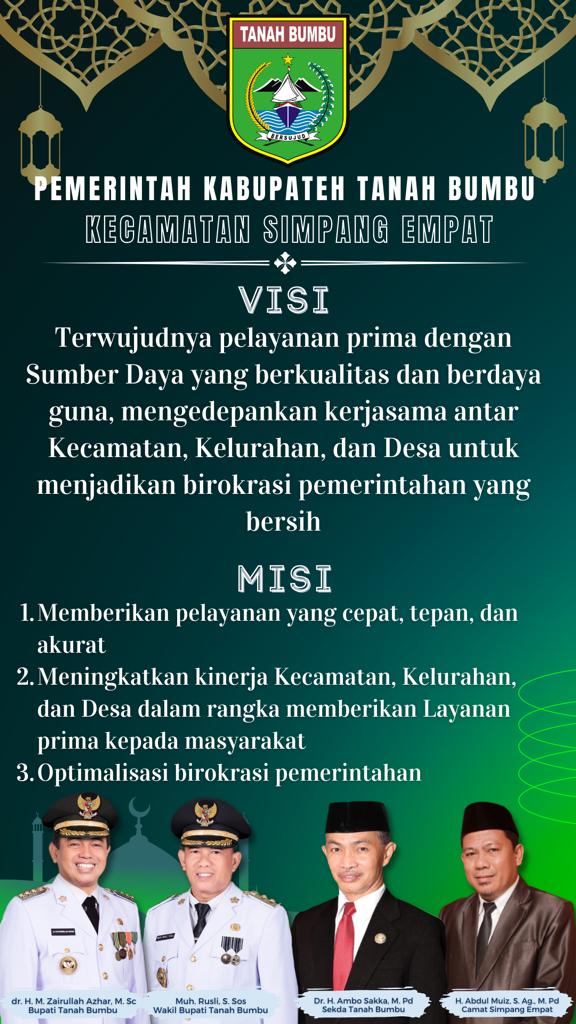 TANAH BUMBU
BERSUJUD
PEMERINTAH KABUPATEH TANAH BUMBU
KECAMATAN SIMPANG EMPAT
VISI
Terwujudnya pelayanan prima dengan
Sumber Daya yang berkualitas dan berdaya
guna, mengedepankan kerjasama antar
Kecamatan, Kelurahan, dan Desa untuk
menjadikan birokrasi pemerintahan yang
bersih
MISI
1. Memberikan pelayanan yang cepat, tepan, dan
akurat
2. Meningkatkan kinerja Kecamatan, Kelurahan,
dan Desa dalam rangka memberikan Layanan
prima kepada masyarakat
3. Optimalisasi birokrasi pemerintahan
dr. H. M. Zairullah Azhar, M. Sc
Bupati Tanah Bumbu
Muh. Rusli, S. Sos
Wakil Bupati Tanah Bumbu
Dr. H. Ambo Sakka, M. Pd
Sekda Tanah Bumbu
H. Abdul Muiz, S. Ag., M. Pd
Camat Simpang Empat